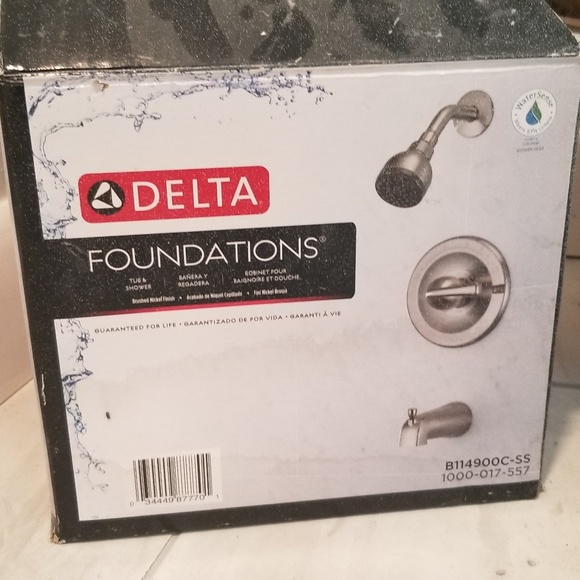 DELTA
FOUNDATIONS®
TUB & SHOWER
BAÑERA Y REGADERA
ROBINET POUR BAIGNOIRE ET DOUCHE
Brushed Nickel Finish • Acabado de Níquel Cepillado • Fini Nickel Brossé
GUARANTEED FOR LIFE • GARANTIZADO DE POR VIDA • GARANTI À VIE
WaterSense
B114900C-SS
1000-017-557
0 34449 87770 1